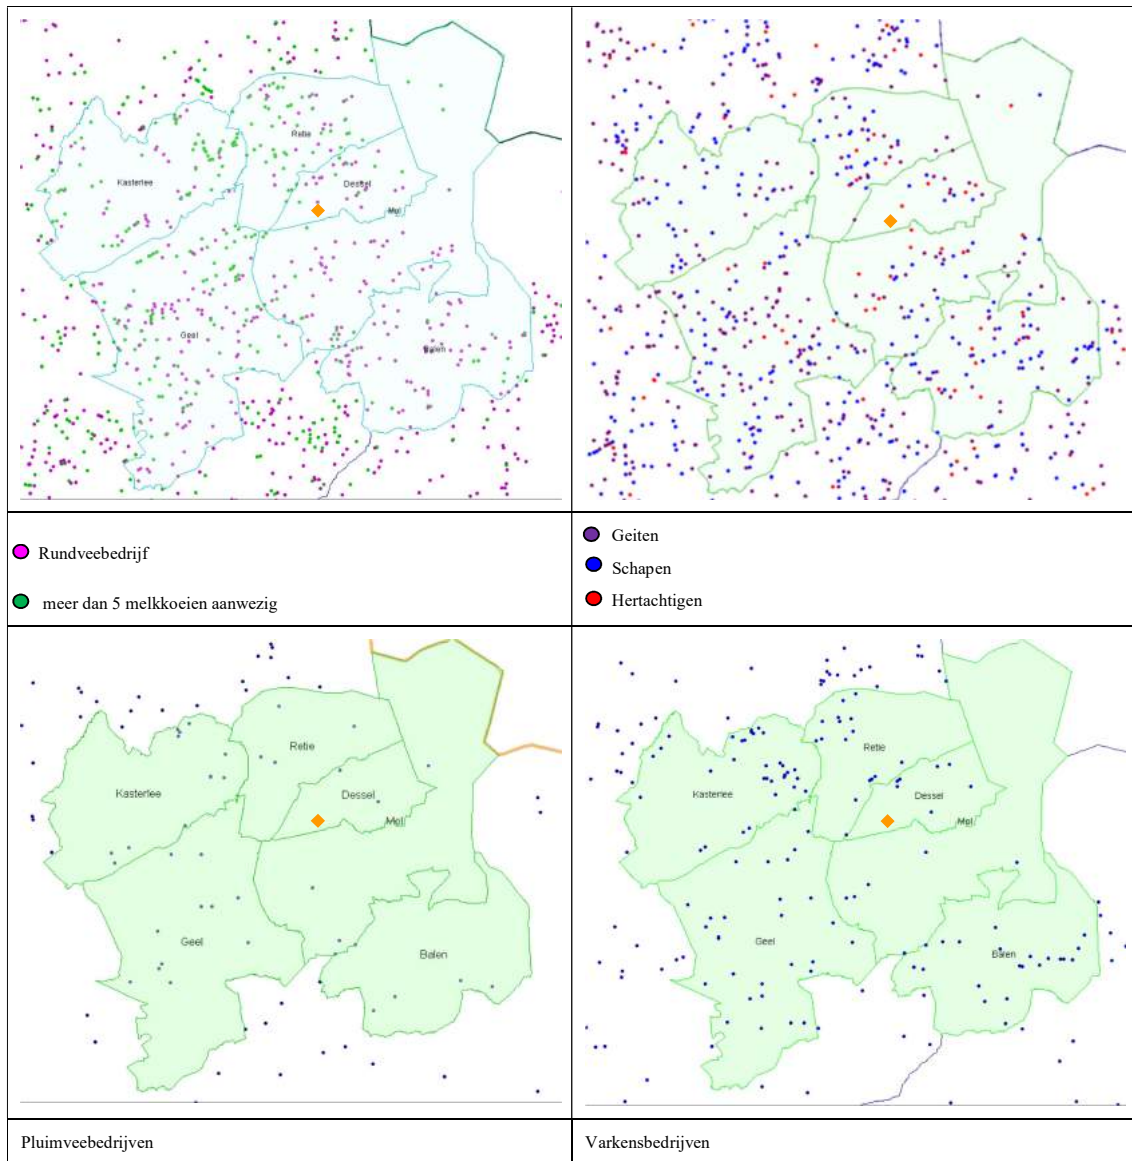 Retie
Kasterlee
Dessel
Mol
Geel
Balen
Rundveebedrijf
meer dan 5 melkkoeien aanwezig
Geiten
Schapen
Hertachtigen
Retie
Kasterlee
Dessel
Mol
Geel
Balen
Retie
Kasterlee
Dessel
Mol
Geel
Balen
Pluimveebedrijven
Varkensbedrijven